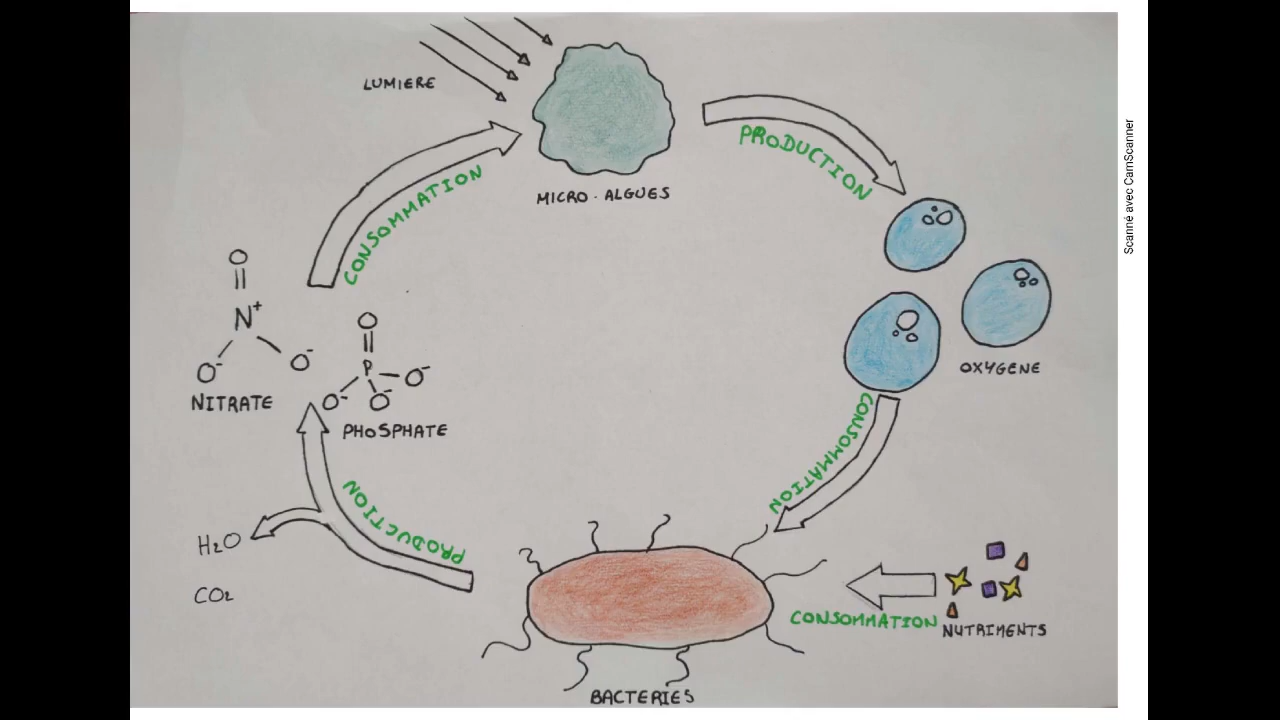 LUMIERE
MICRO-ALGUES
PRODUCTION
CONSOMMATION
O
N+
O-
O-
NITRATE
O
P
O-
O-
O-
PHOSPHATE
OXYGENE
CONSOMMATION
PRODUCTION
H2O
CO2
CONSOMMATION
NUTRIMENTS
BACTERIES
Scanné avec CamScanner